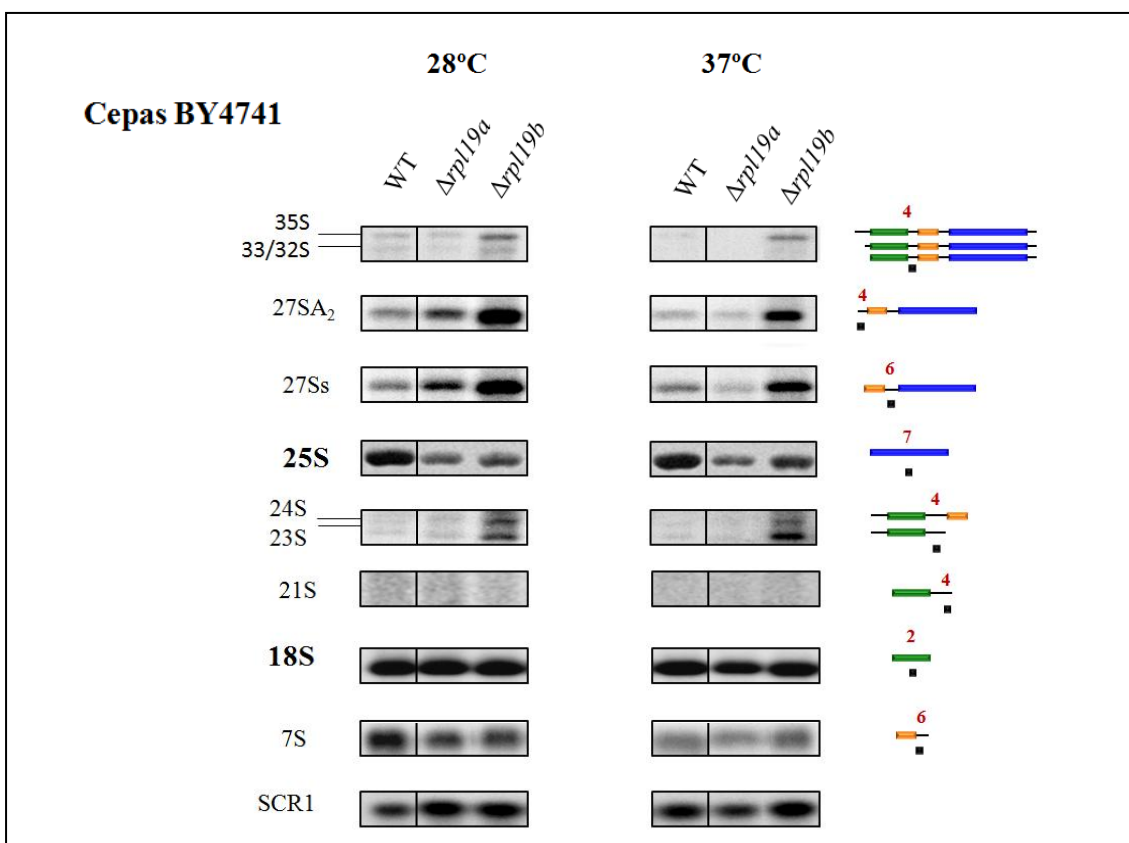 28ºC
37ºC
Cepas BY4741
WT
Δrpl19a
Δrpl19b
WT
Δrpl19a
Δrpl19b
35S
33/32S
4
27SA2
4
27Ss
6
25S
7
24S
23S
4
21S
4
18S
2
7S
6
SCR1